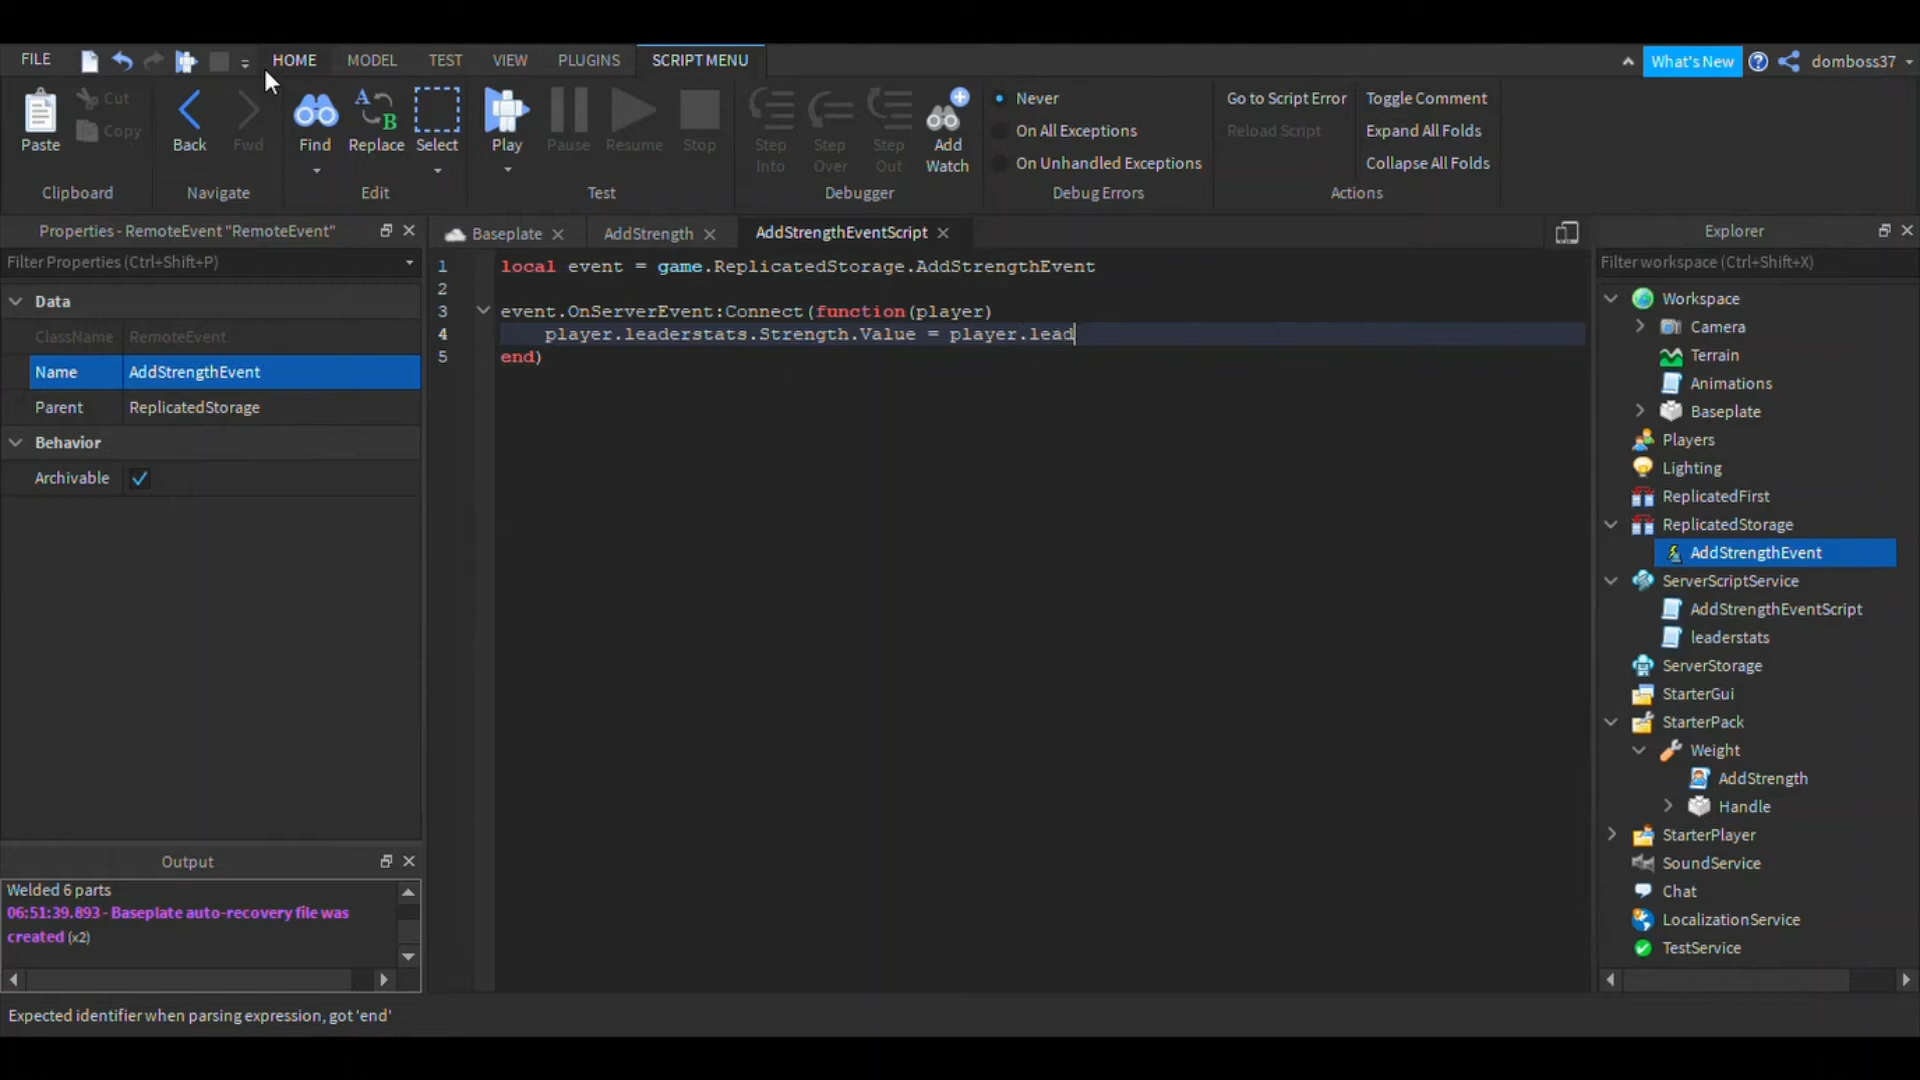 FILE HOME MODEL TEST VIEW PLUGINS SCRIPT MENU What's New domboss37
Paste Cut Copy Back Fwd Find Replace Select Play Pause Resume Stop Step Into Step Over Step Out Add Watch
Never
On All Exceptions
On Unhandled Exceptions
Go to Script Error
Reload Script
Toggle Comment
Expand All Folds
Collapse All Folds
Clipboard Navigate Edit Test Debugger Debug Errors Actions
Properties - RemoteEvent "RemoteEvent"
Filter Properties (Ctrl+Shift+P)
Data
ClassName RemoteEvent
Name AddStrengthEvent
Parent ReplicatedStorage
Behavior
Archivable
Output
Welded 6 parts
06:51:39.893 - Baseplate auto-recovery file was
created (x2)
Baseplate AddStrength AddStrengthEventScript
1 local event = game.ReplicatedStorage.AddStrengthEvent
2
3 event.OnServerEvent:Connect(function(player)
4 player.leaderstats.Strength.Value = player.lead
5 end)
Explorer
Filter workspace (Ctrl+Shift+X)
Workspace
Camera
Terrain
Animations
Baseplate
Players
Lighting
ReplicatedFirst
ReplicatedStorage
AddStrengthEvent
ServerScriptService
AddStrengthEventScript
leaderstats
ServerStorage
StarterGui
StarterPack
Weight
AddStrength
Handle
StarterPlayer
SoundService
Chat
LocalizationService
TestService
Expected identifier when parsing expression, got 'end'